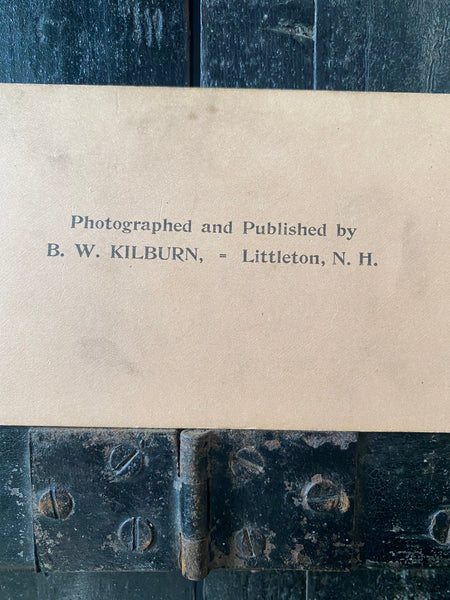 Photographed and Published by
B. W. KILBURN, = Littleton, N. H.